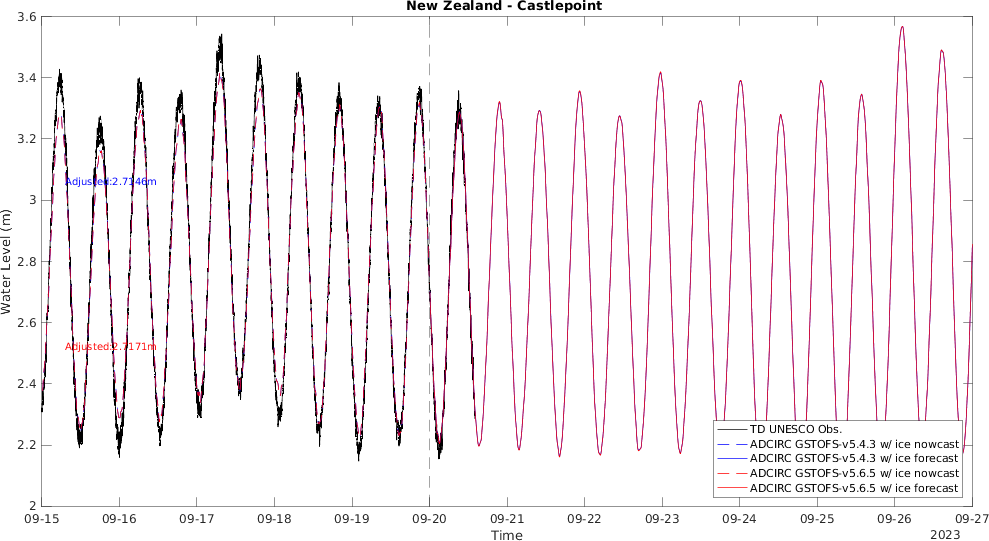 New Zealand - Castlepoint
3.6
3.4
3.2
3
2.8
2.6
2.4
2.2
2
Water Level (m)
Adjusted:2.7146m
Adjusted:2.7171m
TD UNESCO Obs.
ADCIRC GSTOFS-v5.4.3 w/ ice nowcast
ADCIRC GSTOFS-v5.4.3 w/ ice forecast
ADCIRC GSTOFS-v5.6.5 w/ ice nowcast
ADCIRC GSTOFS-v5.6.5 w/ ice forecast
09-15 09-16 09-17 09-18 09-19 09-20 09-21 09-22 09-23 09-24 09-25 09-26 09-27
Time
2023